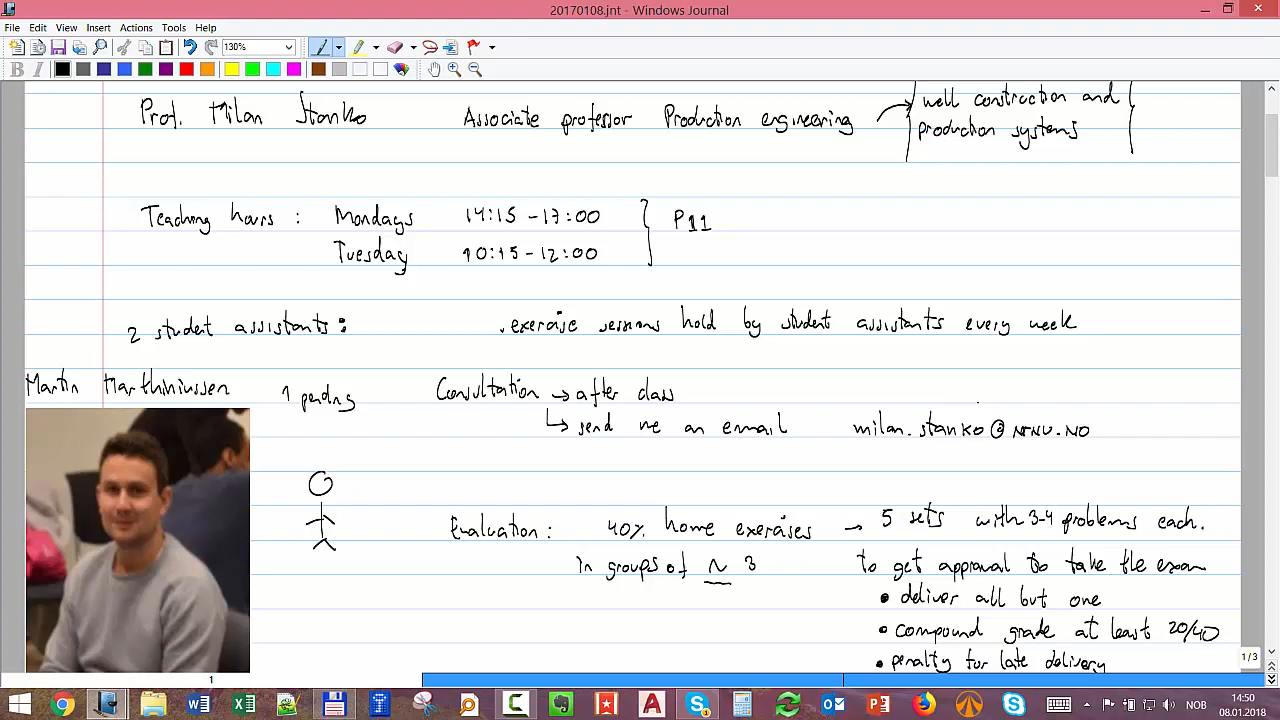 20170108.jnt - Windows Journal
File Edit View Insert Actions Tools Help
130%
B I
well construction and
Prof. Milan Stanko Associate professor Production engineering production systems
Teaching hours : Mondays 14:15 - 17:00 P11
Tuesday 10:15 - 12:00
2 student assistants: . exercise sessions hold by student assistants every week
Martin Marthiniussen 1 pending Consultation → after class
↳ send me an email milan.stanko@NTNU.NO
Evaluation: 40% home exercises → 5 sets with 3-4 problems each.
in groups of ~ 3 to get approval to take the exam
• deliver all but one
• compound grade at least 20/40
• penalty for late delivery
1/3
1
NOB
14:50
08.01.2018